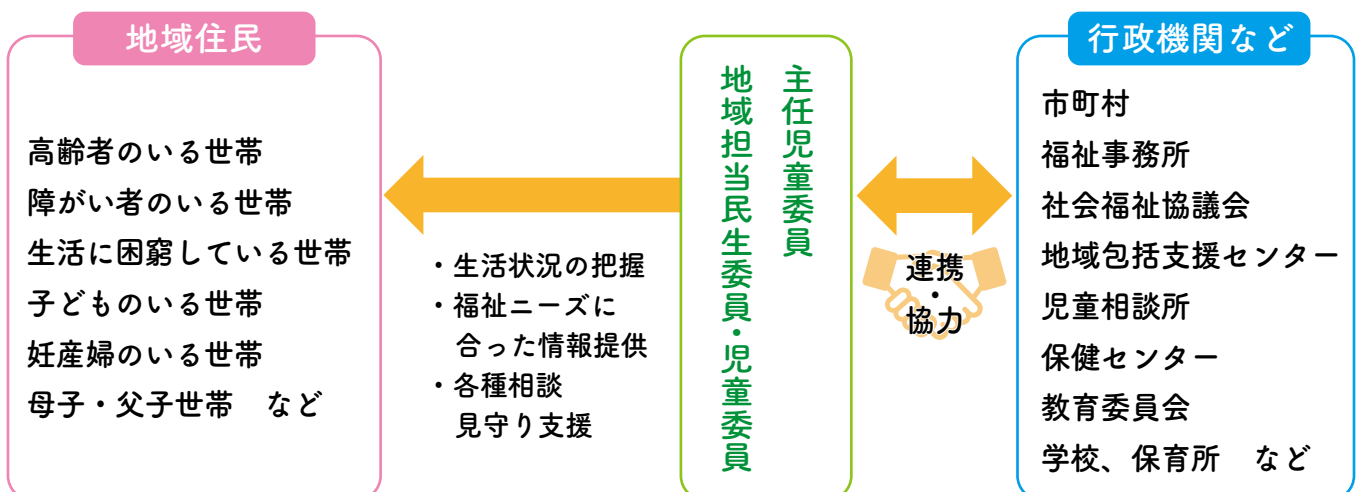 地域住民
高齢者のいる世帯
障がい者のいる世帯
生活に困窮している世帯
子どものいる世帯
妊産婦のいる世帯
母子・父子世帯　など
・生活状況の把握
・福祉ニーズに
合った情報提供
・各種相談
見守り支援
主任児童委員
地域担当民生委員・児童委員
連携
・
協力
行政機関など
市町村
福祉事務所
社会福祉協議会
地域包括支援センター
児童相談所
保健センター
教育委員会
学校、保育所　など